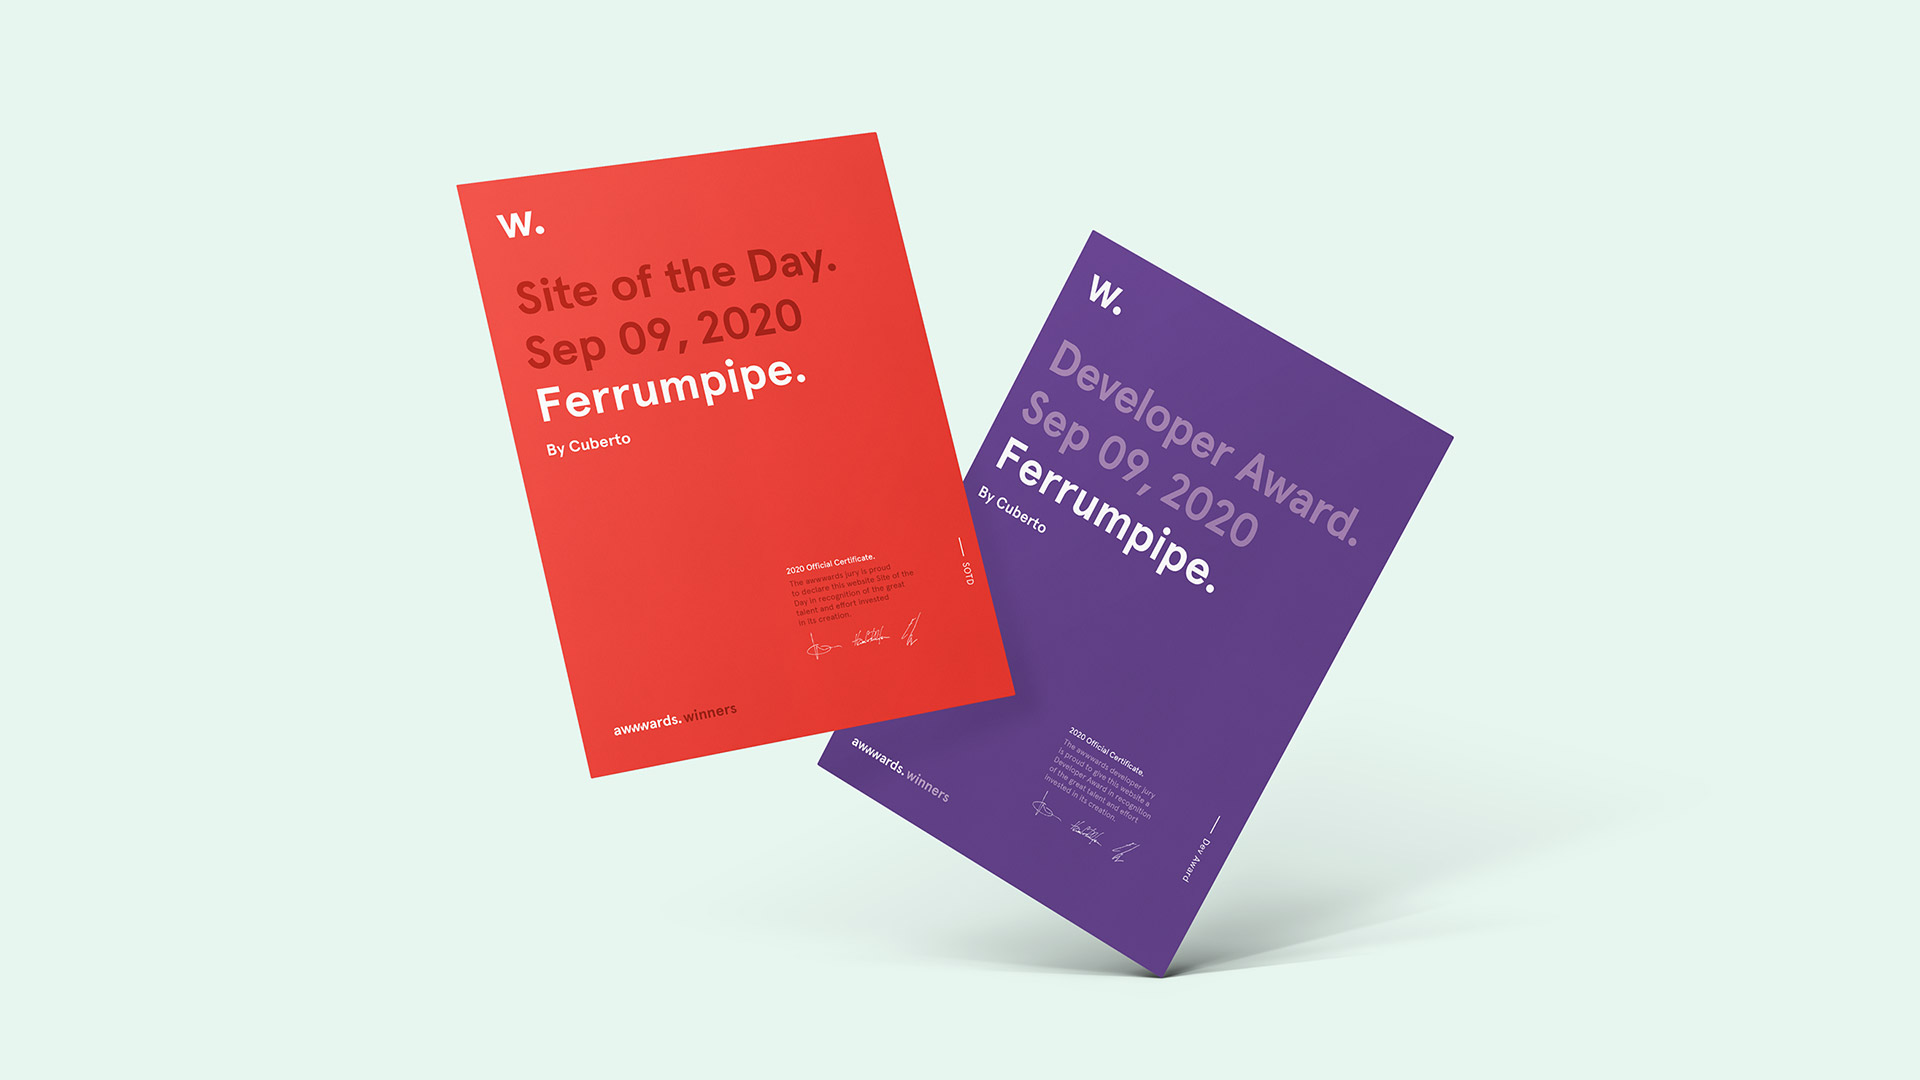 w.
Site of the Day.
Sep 09, 2020
Ferrumpipe.
By Cuberto
2020 Official Certificate.
The awwwards jury is proud
to declare this website Site of the
Day in recognition of the great
talent and effort invested
in its creation.
SOTD
awwwards.winners
w.
Developer Award.
Sep 09, 2020
Ferrumpipe.
By Cuberto
2020 Official Certificate.
The awwwards developer jury
is proud to give this website a
Developer Award in recognition
of the great talent and effort
invested in its creation.
Dev Award
awwwards.winners